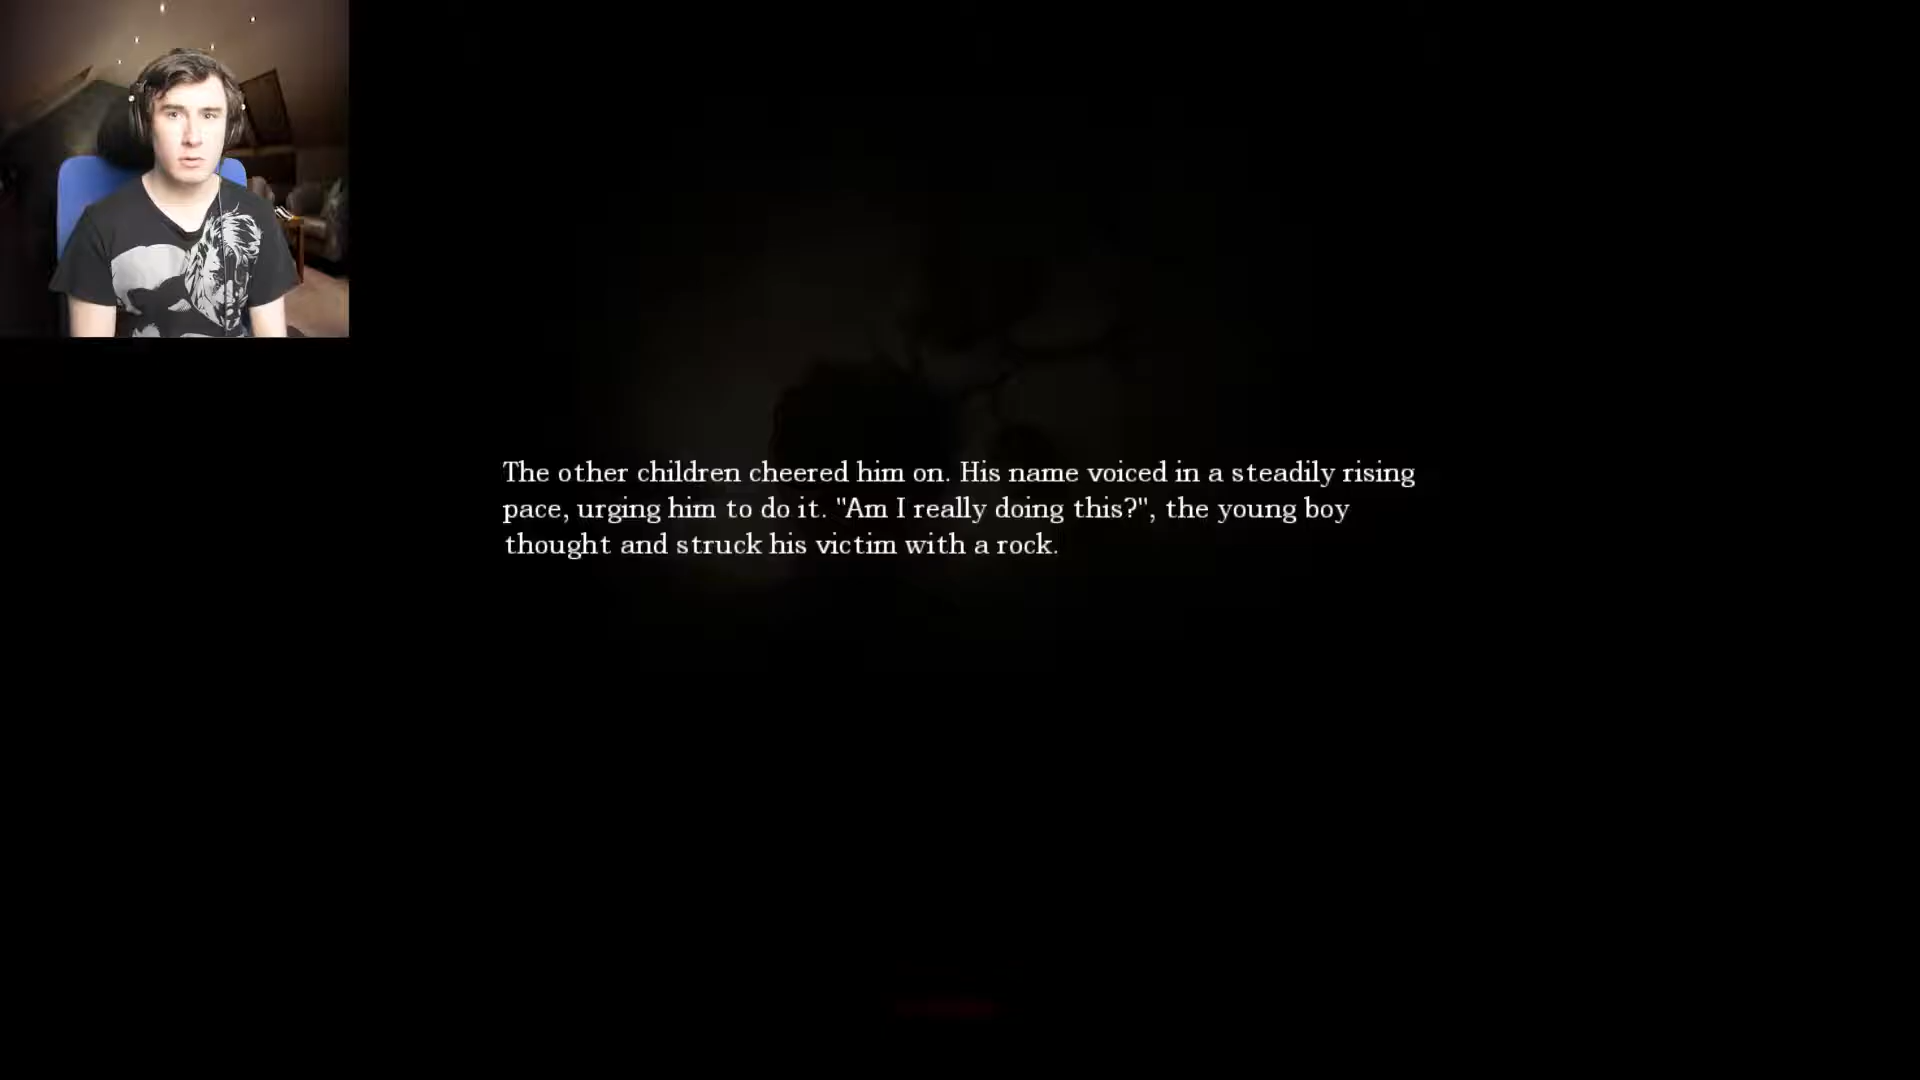 The other children cheered him on. His name voiced in a steadily rising
pace, urging him to do it. "Am I really doing this?", the young boy
thought and struck his victim with a rock.